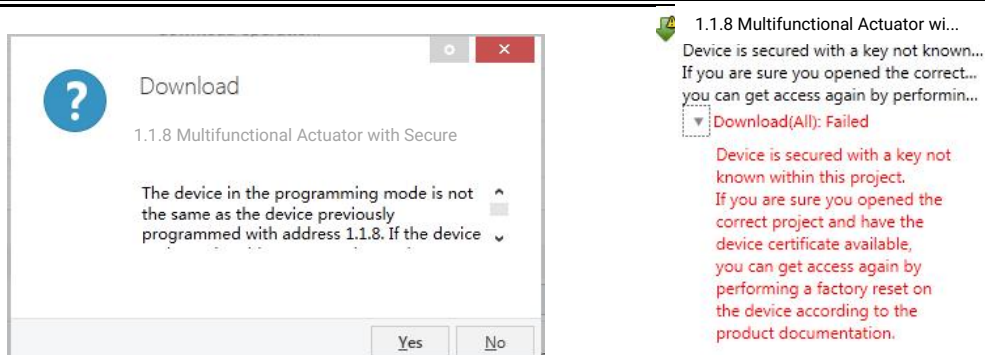 Download
1.1.8 Multifunctional Actuator with Secure
The device in the programming mode is not
the same as the device previously
programmed with address 1.1.8. If the device
Yes
No
1.1.8 Multifunctional Actuator wi...
Device is secured with a key not known...
If you are sure you opened the correct...
you can get access again by performin...
Download(All): Failed
Device is secured with a key not
known within this project.
If you are sure you opened the
correct project and have the
device certificate available,
you can get access again by
performing a factory reset on
the device according to the
product documentation.